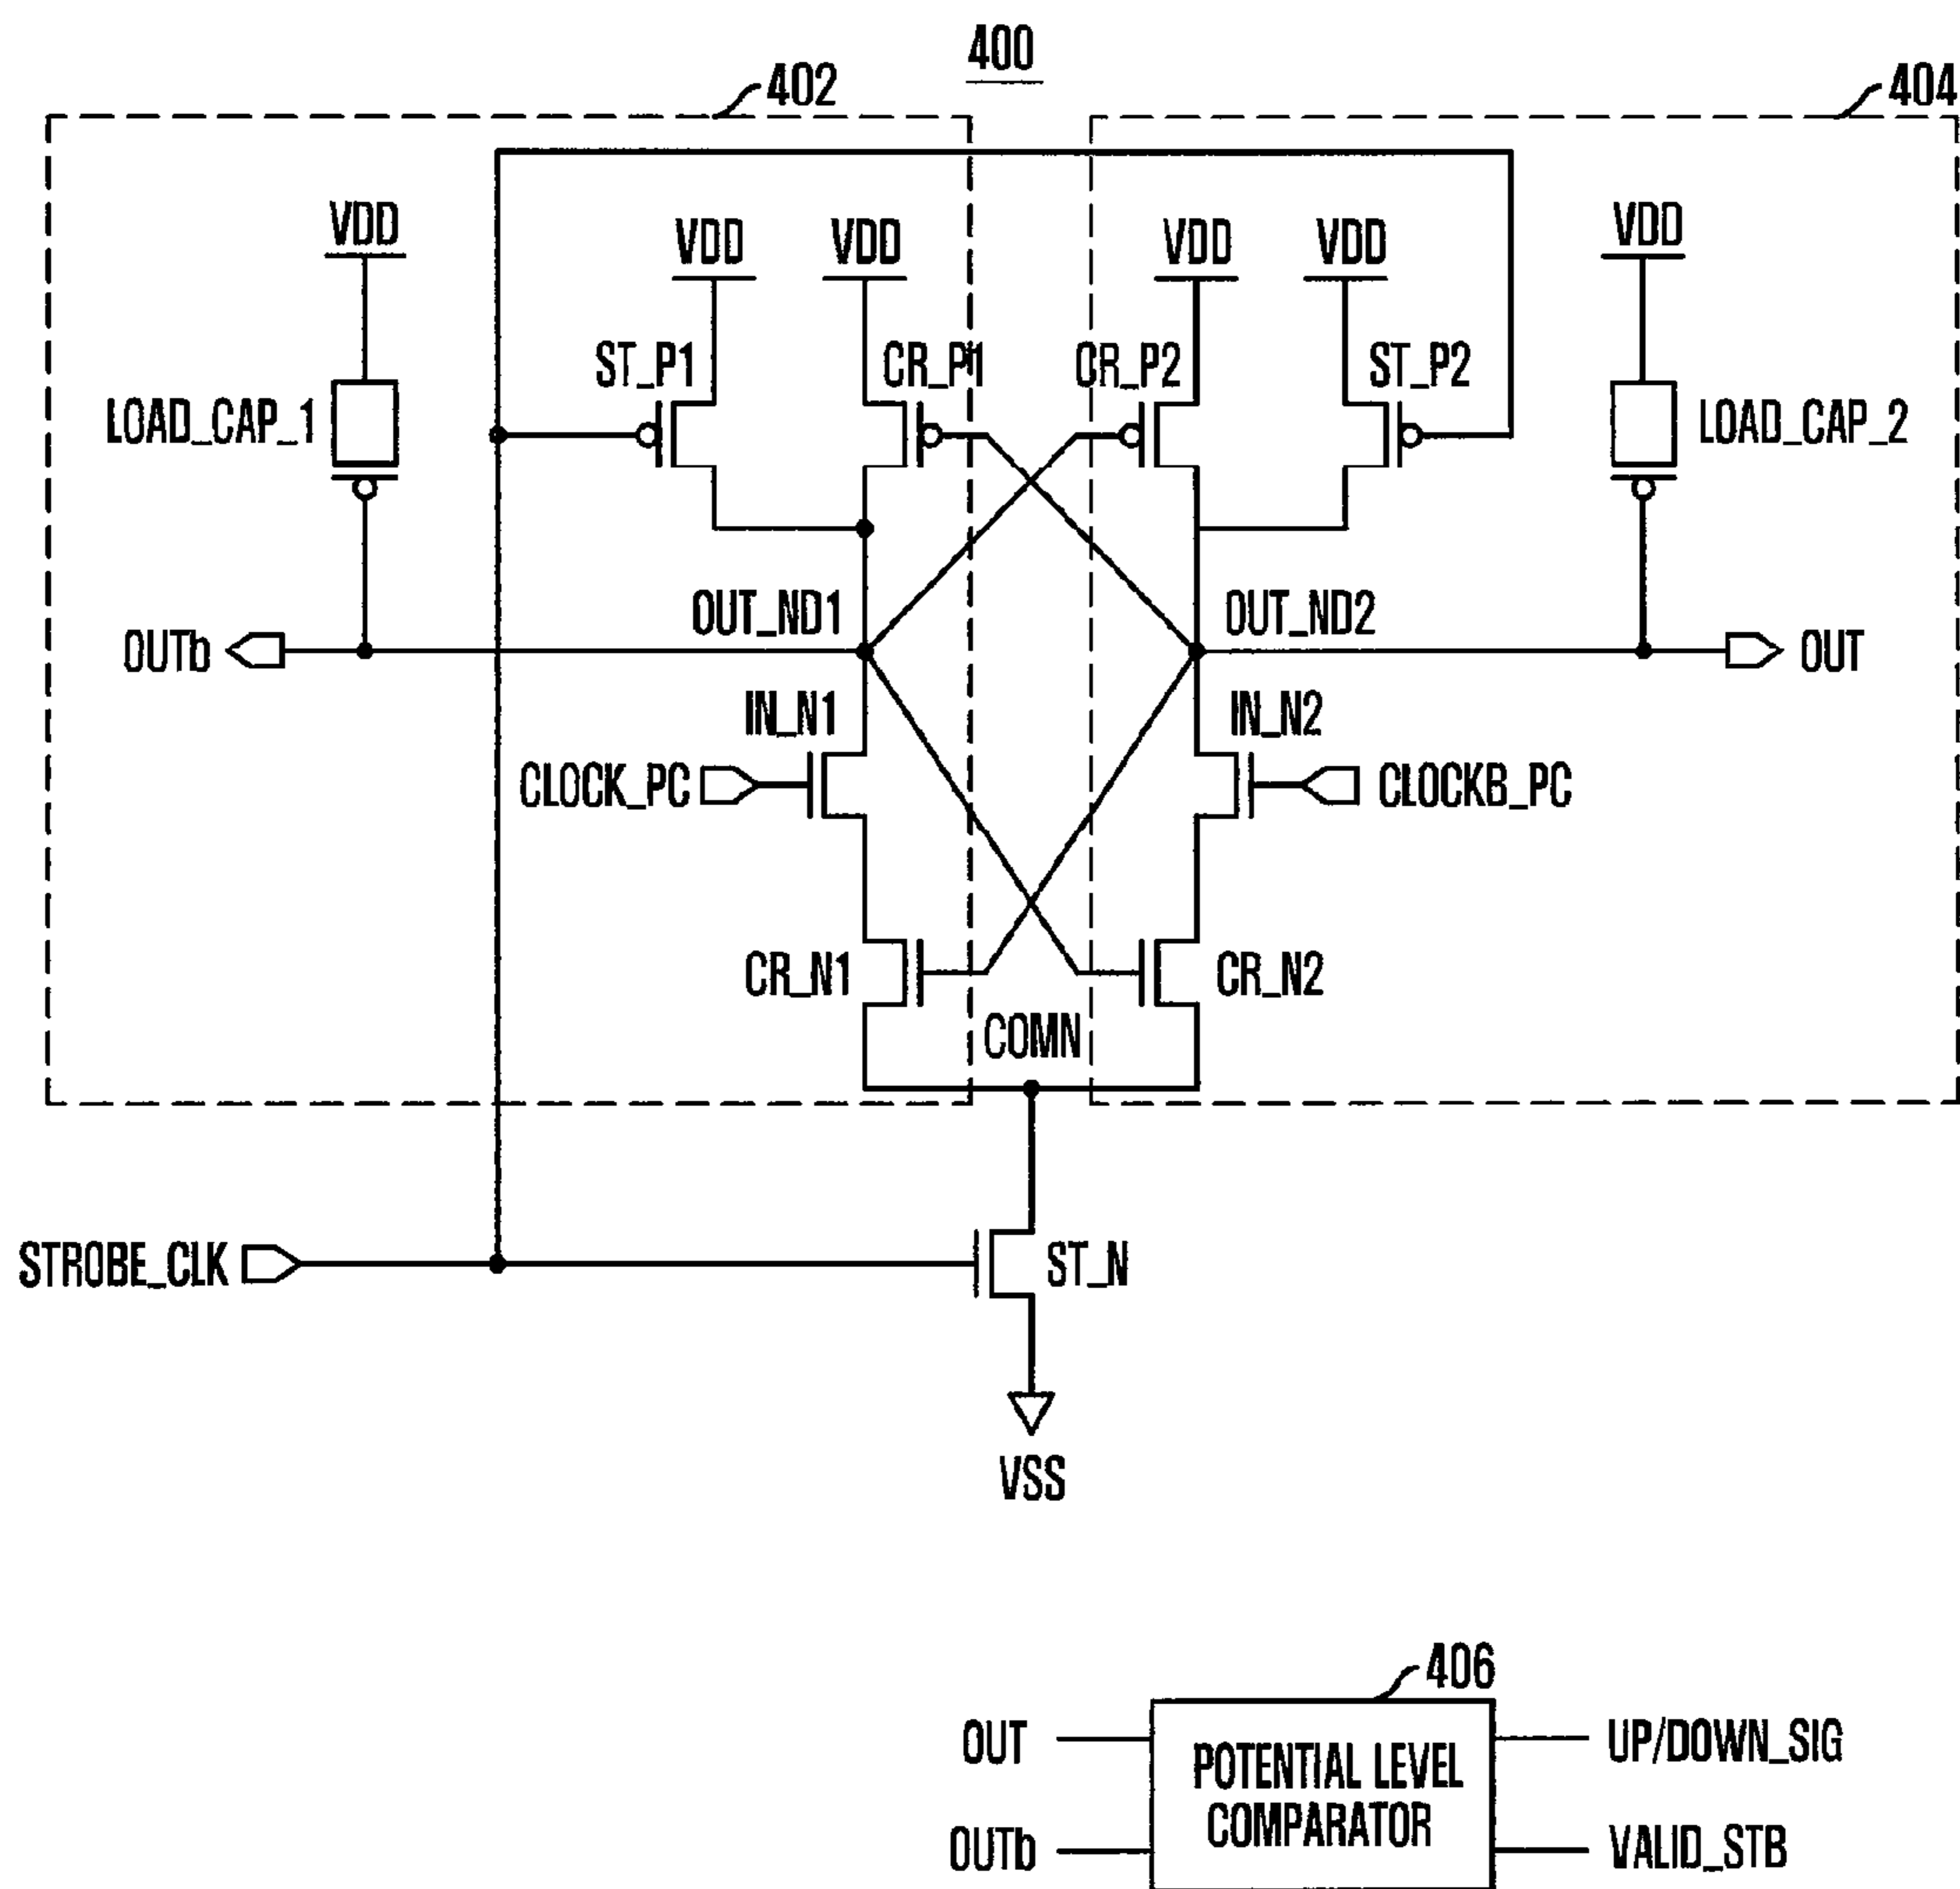 400
402
404
VDD
VDD
VDD
VDD
VDD
VDD
ST_P1
CR_P1
CR_P2
ST_P2
LOAD_CAP_1
LOAD_CAP_2
OUT_ND1
OUT_ND2
OUTb
OUT
IN_N1
IN_N2
CLOCK_PC
CLOCKB_PC
CR_N1
CR_N2
COMN
STROBE_CLK
ST_N
VSS
406
OUT
UP/DOWN_SIG
POTENTIAL LEVEL
COMPARATOR
OUTb
VALID_STB